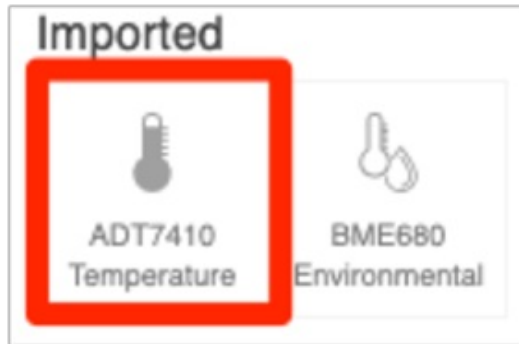 Imported
ADT7410
Temperature
BME680
Environmental